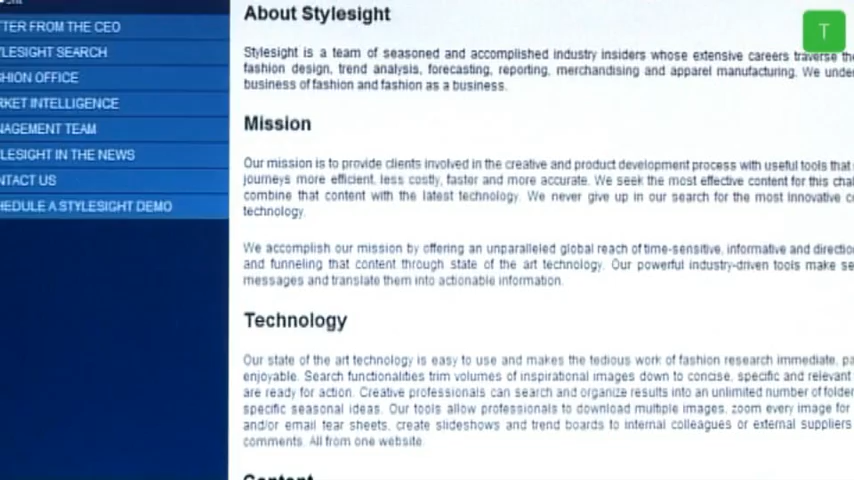 TTER FROM THE CEO
YLESIGHT SEARCH
SHION OFFICE
RKET INTELLIGENCE
NAGEMENT TEAM
YLESIGHT IN THE NEWS
NTACT US
HEDULE A STYLESIGHT DEMO
About Stylesight
T
Stylesight is a team of seasoned and accomplished industry insiders whose extensive careers traverse the
fashion design, trend analysis, forecasting, reporting, merchandising and apparel manufacturing. We unde
business of fashion and fashion as a business.
Mission
Our mission is to provide clients involved in the creative and product development process with useful tools that
journeys more efficient, less costly, faster and more accurate. We seek the most effective content for this chal
combine that content with the latest technology. We never give up in our search for the most innovative c
technology.
We accomplish our mission by offering an unparalleled global reach of time-sensitive, informative and directio
and funneling that content through state of the art technology. Our powerful industry-driven tools make se
messages and translate them into actionable information.
Technology
Our state of the art technology is easy to use and makes the tedious work of fashion research immediate, pa
enjoyable. Search functionalities trim volumes of inspirational images down to concise, specific and relevant
are ready for action. Creative professionals can search and organize results into an unlimited number of folder
specific seasonal ideas. Our tools allow professionals to download multiple images, zoom every image for
and/or email tear sheets, create slideshows and trend boards to internal colleagues or external suppliers
comments. All from one website.
Content